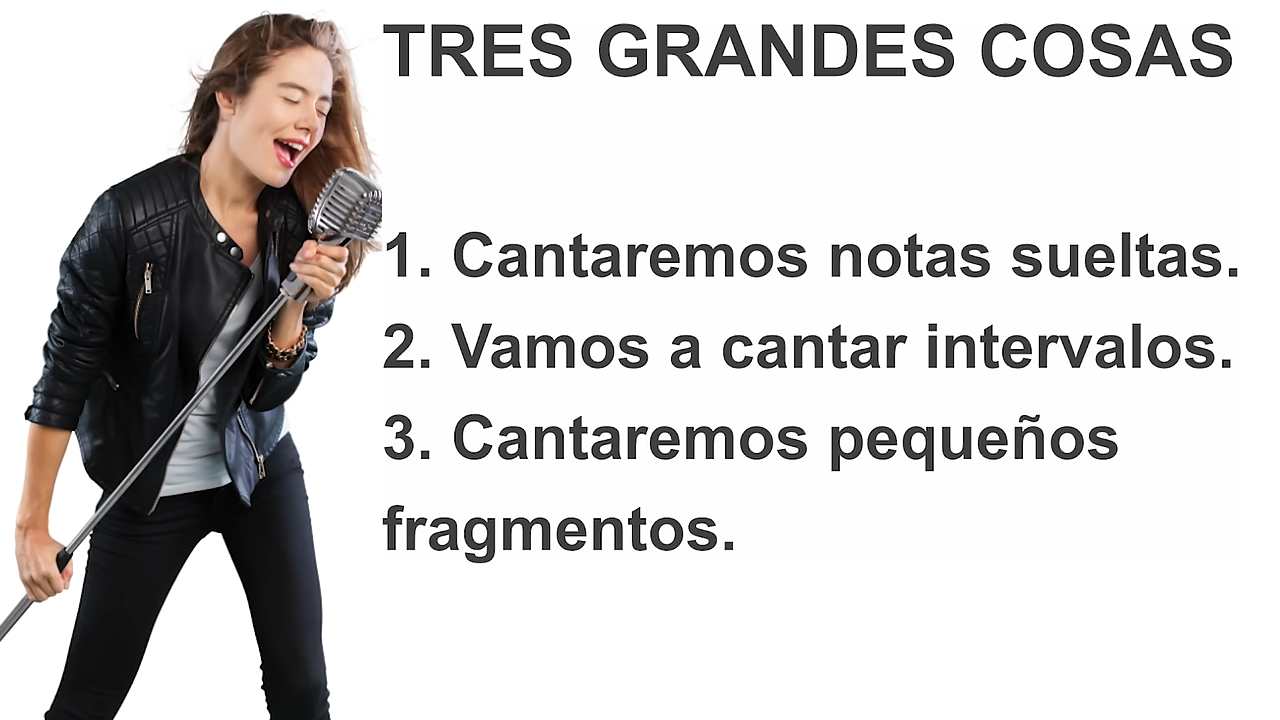 TRES GRANDES COSAS
1. Cantaremos notas sueltas.
2. Vamos a cantar intervalos.
3. Cantaremos pequeños
fragmentos.